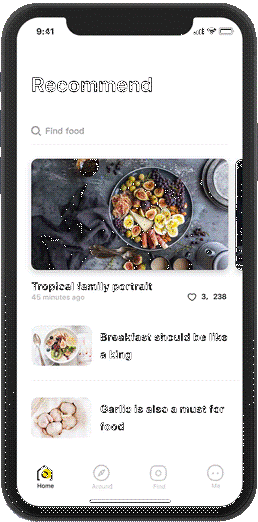 9:41
Recommend
Find food
Tropical family portrait
45 minutes ago
3, 238
Breakfast should be like
a king
Garlic is also a must for
food
Home
Around
Find
Me